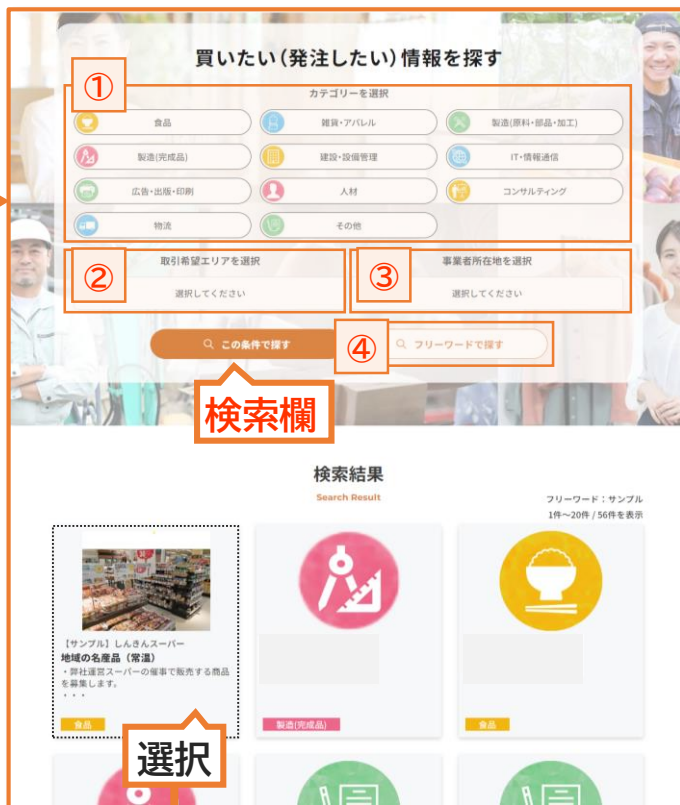 買いたい(発注したい)情報を探す
①
カテゴリーを選択
食品
雑貨・アパレル
製造(原料・部品・加工)
製造(完成品)
建設・設備管理
IT・情報通信
広告・出版・印刷
人材
コンサルティング
物流
その他
②
取引希望エリアを選択
選択してください
③
事業者所在地を選択
選択してください
この条件で探す
④
フリーワードで探す
検索欄
検索結果
Search Result
フリーワード:サンプル
1件～20件 / 56件を表示
【サンプル】しんきんスーパー
地域の名産品（常温）
・弊社運営スーパーの催事で販売する商品
を募集します。
・・・
食品
製造(完成品)
食品
選択